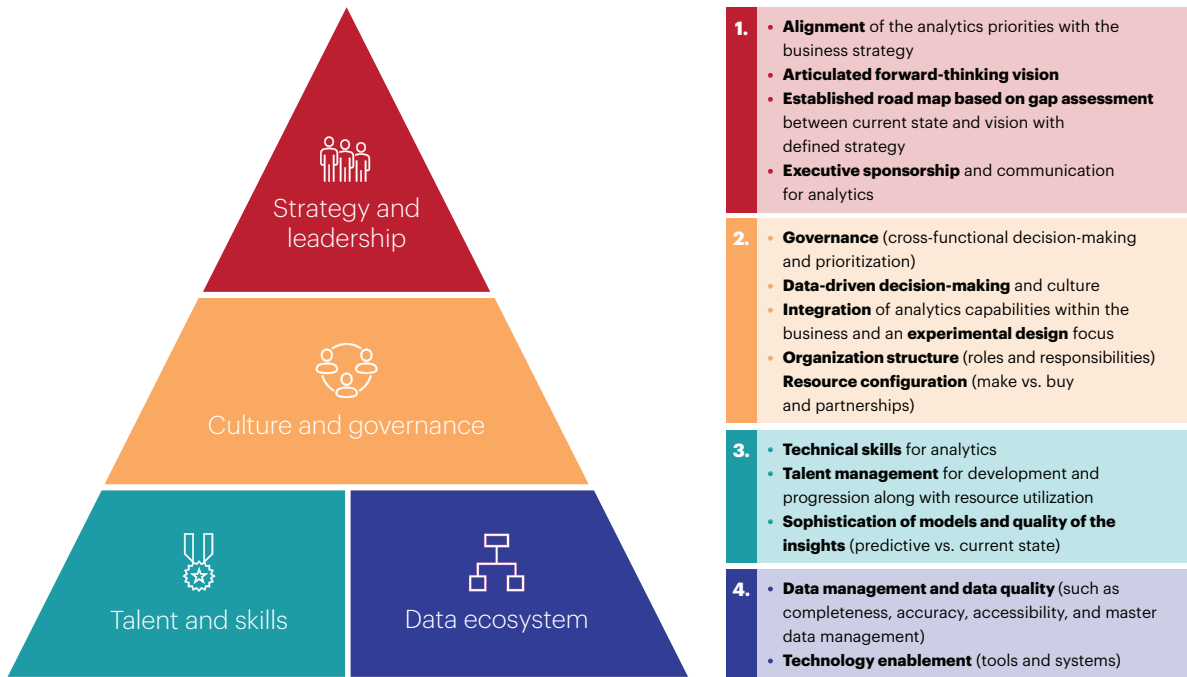 Strategy and
leadership
Culture and governance
Talent and skills
Data ecosystem
1.
• Alignment of the analytics priorities with the
business strategy
• Articulated forward-thinking vision
• Established road map based on gap assessment
between current state and vision with
defined strategy
• Executive sponsorship and communication
for analytics
2.
• Governance (cross-functional decision-making
and prioritization)
• Data-driven decision-making and culture
• Integration of analytics capabilities within the
business and an experimental design focus
• Organization structure (roles and responsibilities)
Resource configuration (make vs. buy
and partnerships)
3.
• Technical skills for analytics
• Talent management for development and
progression along with resource utilization
• Sophistication of models and quality of the
insights (predictive vs. current state)
4.
• Data management and data quality (such as
completeness, accuracy, accessibility, and master
data management)
• Technology enablement (tools and systems)